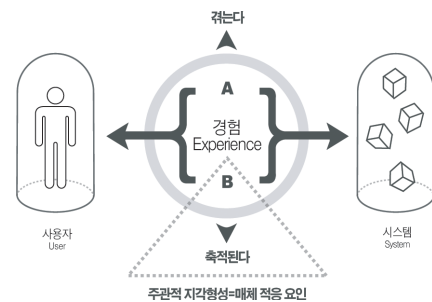 겪는다
A
경험
Experience
B
사용자
User
시스템
System
축적된다
주관적 지각형성=매체 적응 요인